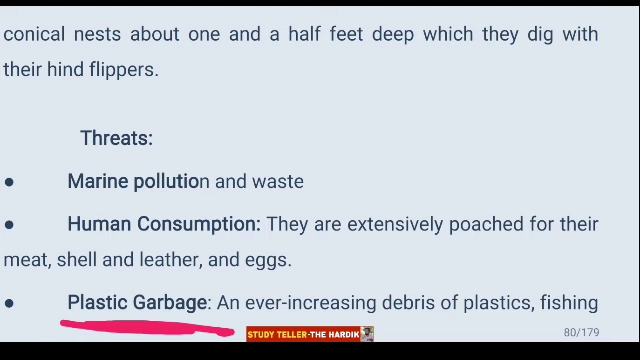 conical nests about one and a half feet deep which they dig with
their hind flippers.
Threats:
● Marine pollution and waste
● Human Consumption: They are extensively poached for their
meat, shell and leather, and eggs.
● Plastic Garbage: An ever-increasing debris of plastics, fishing
STUDY TELLER-THE HARDIK
80/179